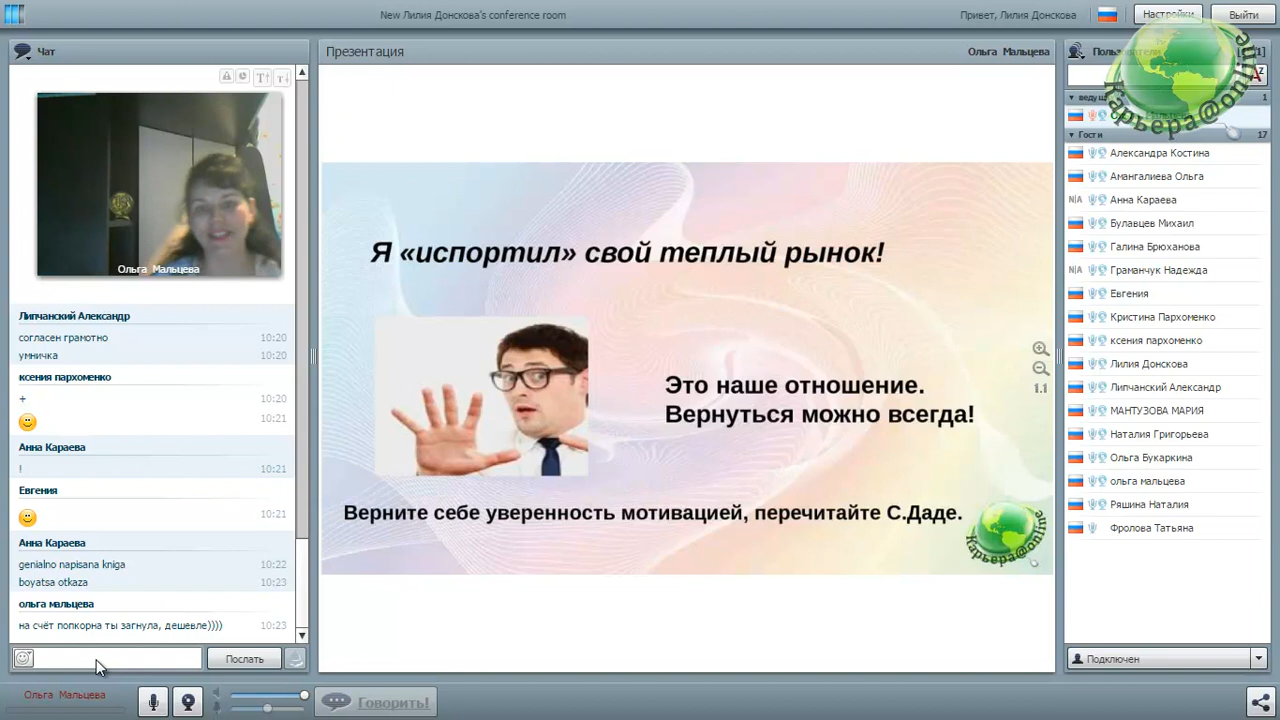 New Лилия Донскова's conference room
Привет, Лилия Донскова
Настройки
Выйти
Чат
Ольга Мальцева
Липчанский Александр
согласен грамотно 10:20
умничка 10:20
ксения пархоменко
+ 10:20
10:21
Анна Караева
! 10:21
Евгения
10:21
Анна Караева
genialno napisana kniga 10:22
boyatsa otkaza 10:23
ольга мальцева
на счёт попкорна ты загнула, дешевле)))) 10:23
Послать
Ольга Мальцева
Говорить!
Презентация
Ольга Мальцева
Я «испортил» свой теплый рынок!
Это наше отношение.
Вернуться можно всегда!
Верните себе уверенность мотивацией, перечитайте С.Даде.
Карьера@online
1:1
Карьера@online
AZ
1
Гости 17
Александра Костина
Амангалиева Ольга
N/A Анна Караева
Булавцев Михаил
Галина Брюханова
N/A Граманчук Надежда
Евгения
Кристина Пархоменко
ксения пархоменко
Лилия Донскова
Липчанский Александр
МАНТУЗОВА МАРИЯ
Наталия Григорьева
Ольга Букаркина
ольга мальцева
Ряшина Наталия
Фролова Татьяна
Подключен